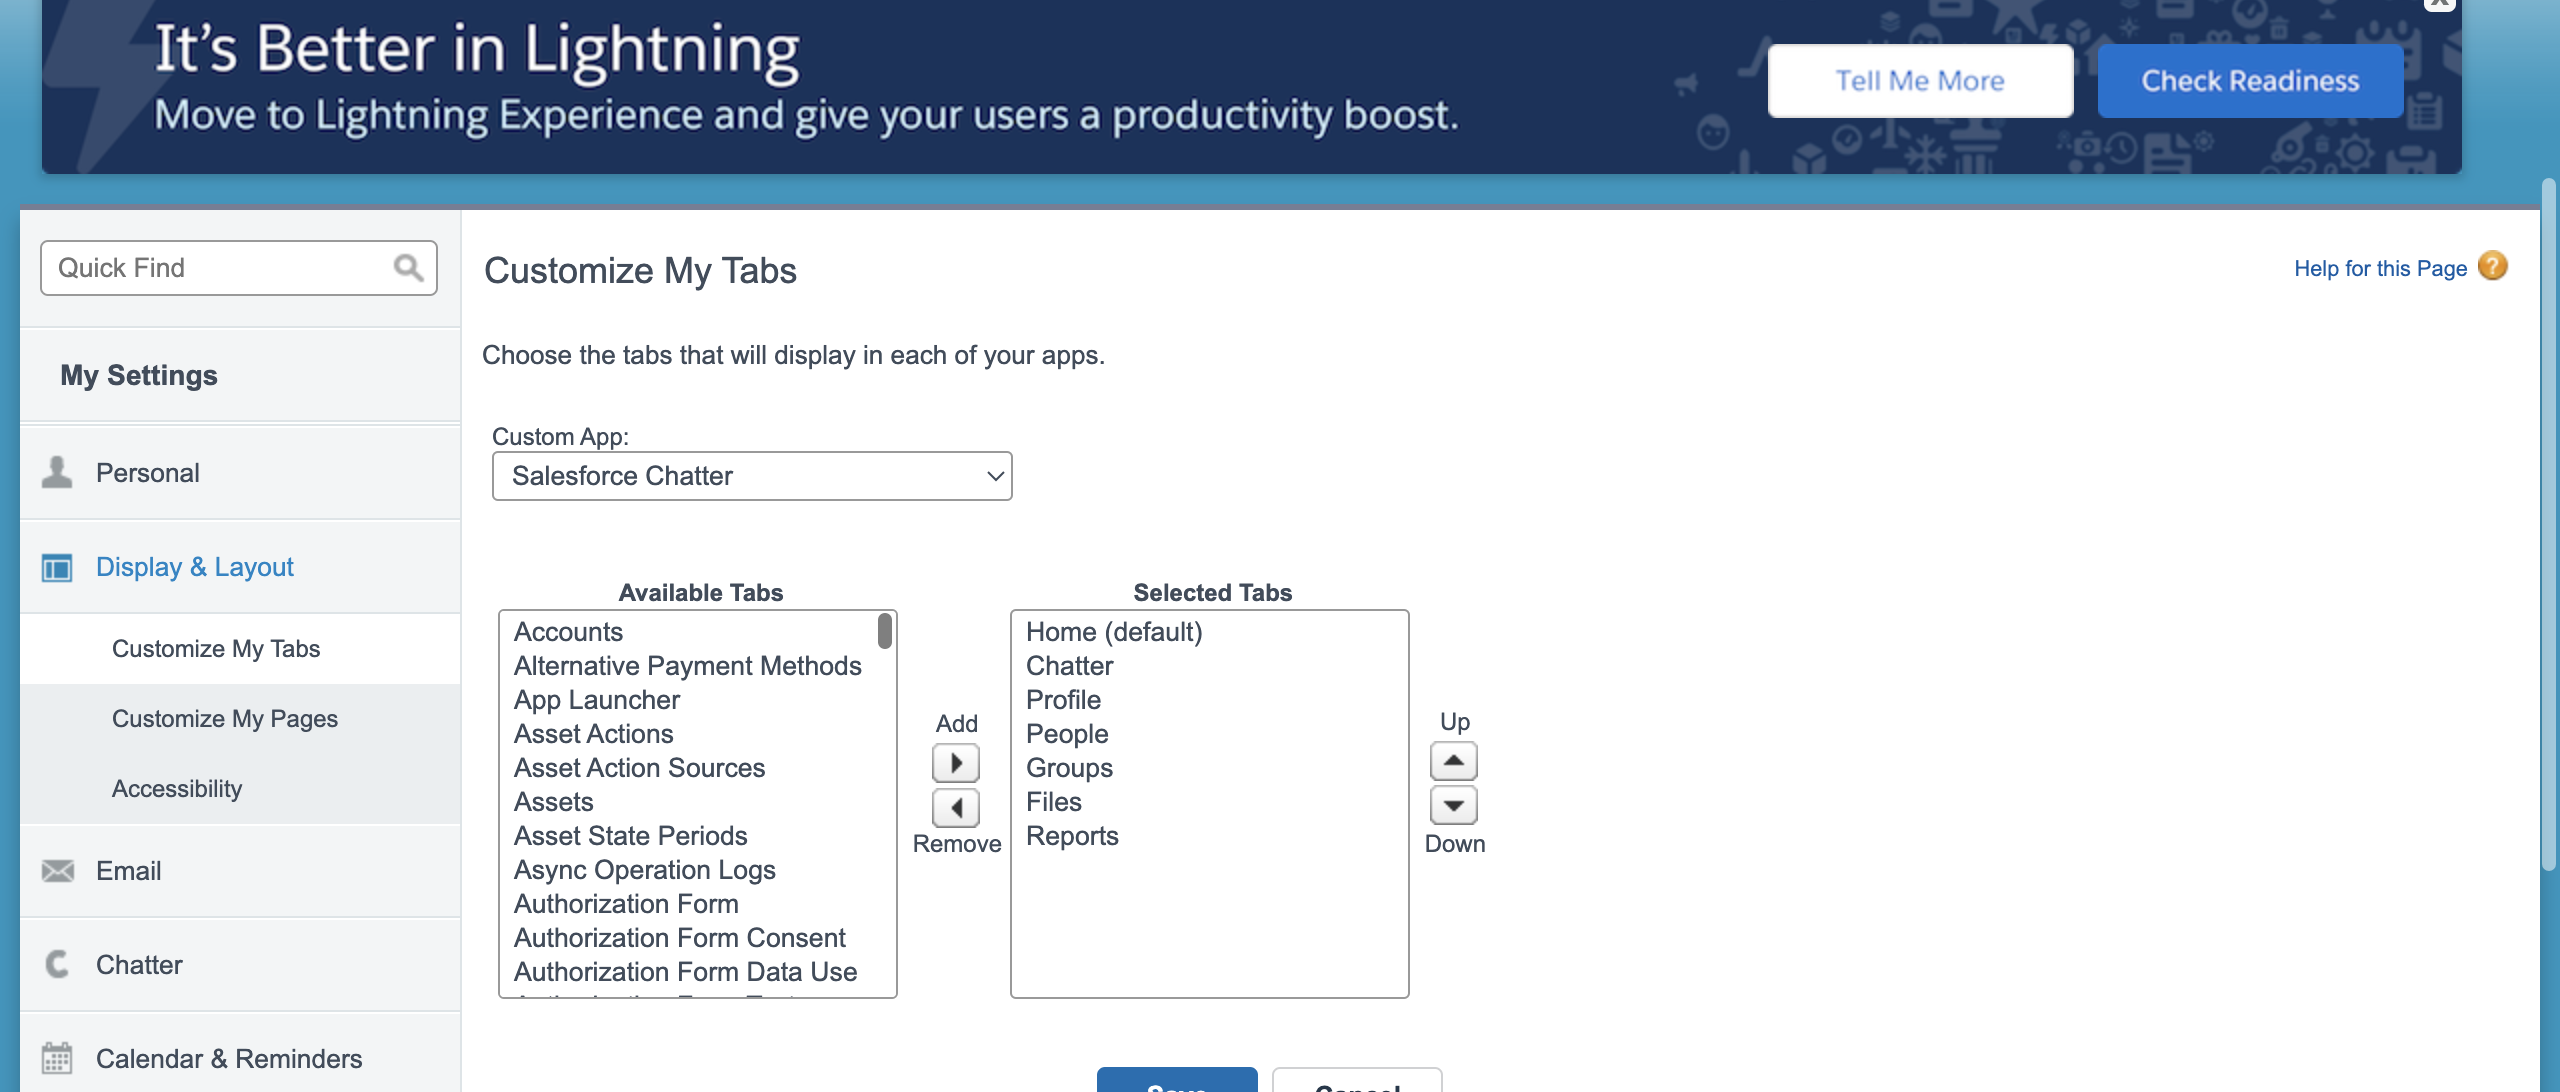 It's Better in Lightning
Move to Lightning Experience and give your users a productivity boost.
Tell Me More
Check Readiness
Quick Find
My Settings
Personal
Display & Layout
Customize My Tabs
Customize My Pages
Accessibility
Email
Chatter
Calendar & Reminders
Customize My Tabs
Help for this Page
Choose the tabs that will display in each of your apps.
Custom App:
Salesforce Chatter
Available Tabs
Accounts
Alternative Payment Methods
App Launcher
Asset Actions
Asset Action Sources
Assets
Asset State Periods
Async Operation Logs
Authorization Form
Authorization Form Consent
Authorization Form Data Use
Add
Remove
Selected Tabs
Home (default)
Chatter
Profile
People
Groups
Files
Reports
Up
Down
Save
Cancel